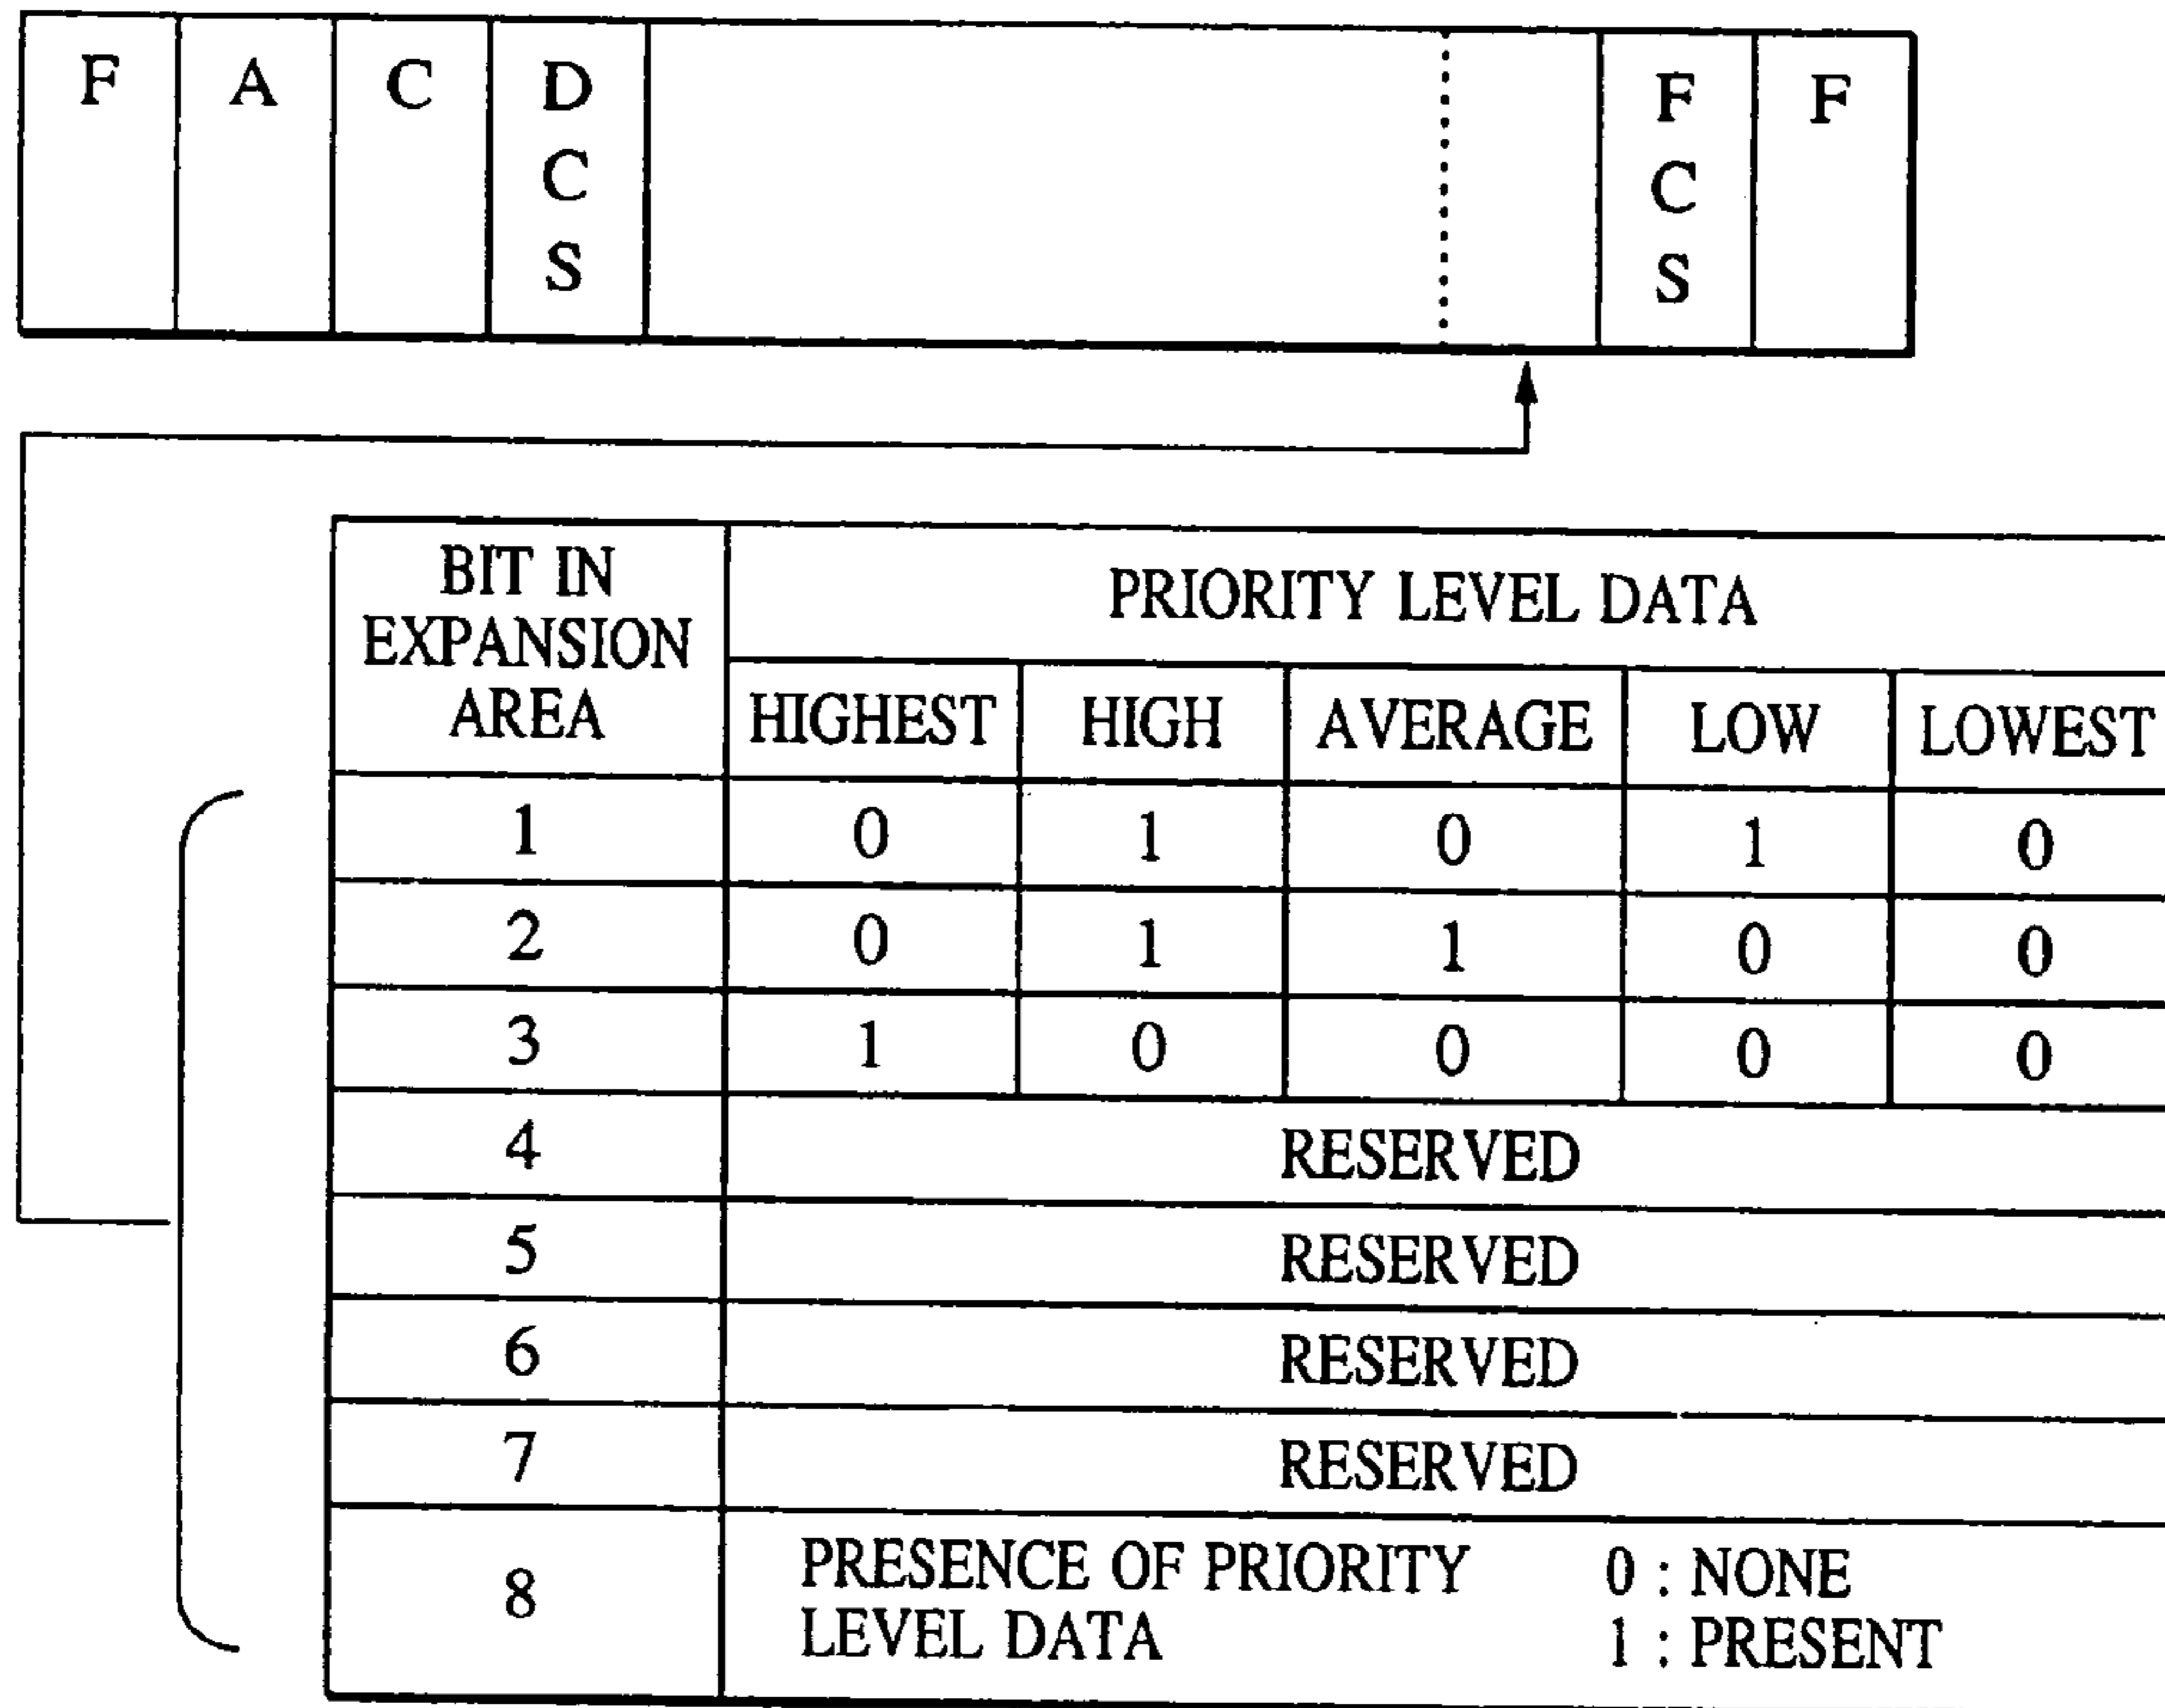 F A C D C S F C S F
BIT IN EXPANSION AREA PRIORITY LEVEL DATA
HIGHEST HIGH AVERAGE LOW LOWEST
1 0 1 0 1 0
2 0 1 1 0 0
3 1 0 0 0 0
4 RESERVED
5 RESERVED
6 RESERVED
7 RESERVED
8 PRESENCE OF PRIORITY 0 : NONE
LEVEL DATA 1 : PRESENT